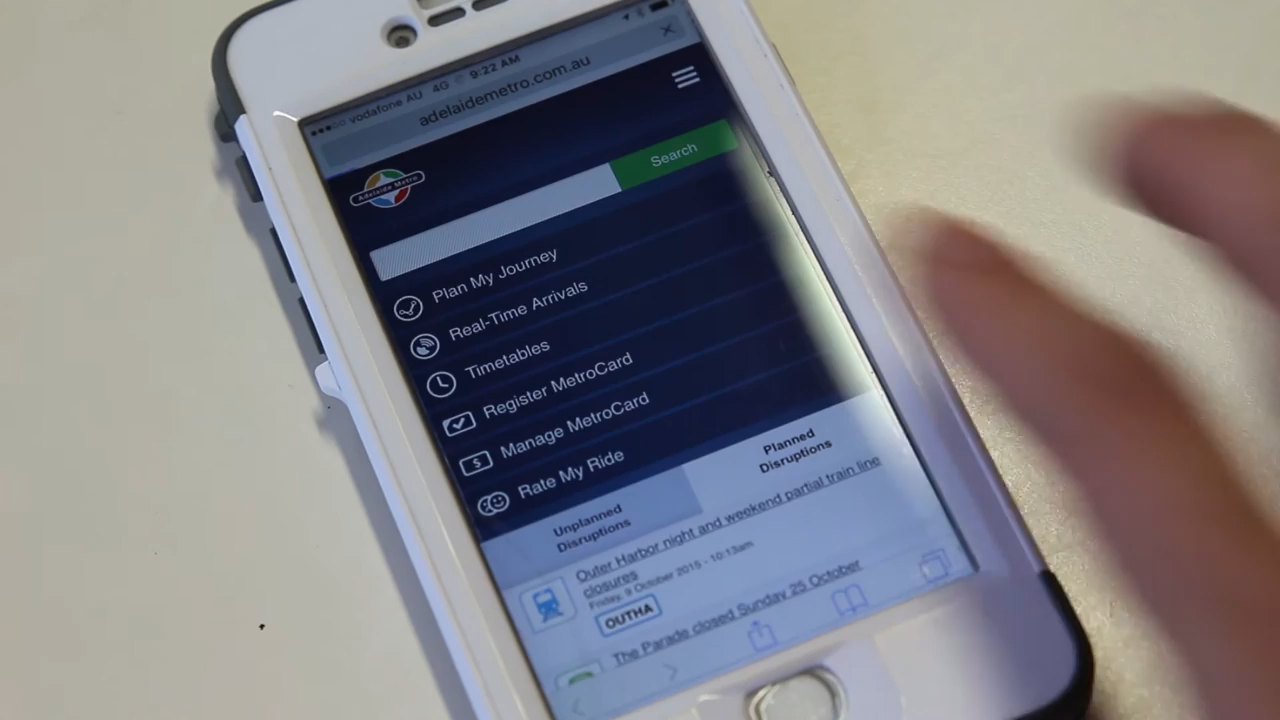 vodafone AU 4G 9:22 AM
adelaidemetro.com.au
Adelaide Metro
Search
Plan My Journey
Real-Time Arrivals
Timetables
Register MetroCard
Manage MetroCard
$
Rate My Ride
Unplanned
Disruptions
Planned
Disruptions
Outer Harbor night and weekend partial train line
closures
Friday, 9 October 2015 - 10:13am
OUTHA
The Parade closed Sunday 25 October